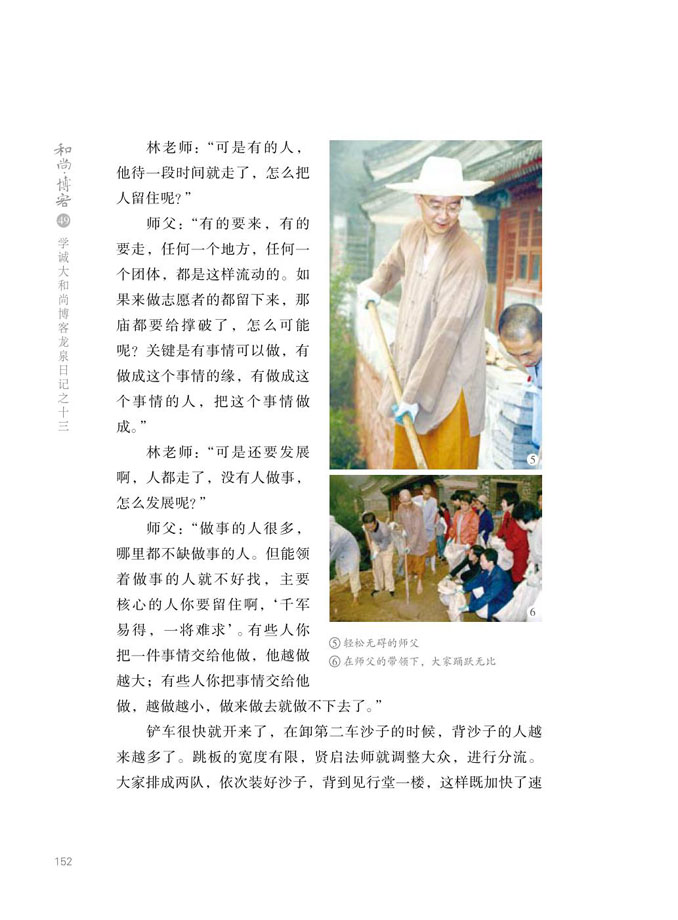 和尚·博客
49
学诚大和尚博客龙泉日记之十三
林老师：“可是有的人，
他待一段时间就走了，怎么把
人留住呢？”
师父：“有的要来，有的
要走，任何一个地方，任何一
个团体，都是这样流动的。如
果来做志愿者的都留下来，那
庙都要给撑破了，怎么可能
呢？关键是有事情可以做，有
做成这个事情的缘，有做成这
个事情的人，把这个事情做
成。”
林老师：“可是还要发展
啊，人都走了，没有人做事，
怎么发展呢？”
师父：“做事的人很多，
哪里都不缺做事的人。但能领
着做事的人就不好找，主要
核心的人你要留住啊，‘千军
易得，一将难求’。有些人你
把一件事情交给他做，他越做
越大；有些人你把事情交给他
做，越做越小，做来做去就做不下去了。”
铲车很快就开来了，在卸第二车沙子的时候，背沙子的人越
来越多了。跳板的宽度有限，贤启法师就调整大众，进行分流。
大家排成两队，依次装好沙子，背到见行堂一楼，这样既加快了速
5
6
⑤ 轻松无碍的师父
⑥ 在师父的带领下，大家踊跃无比
152